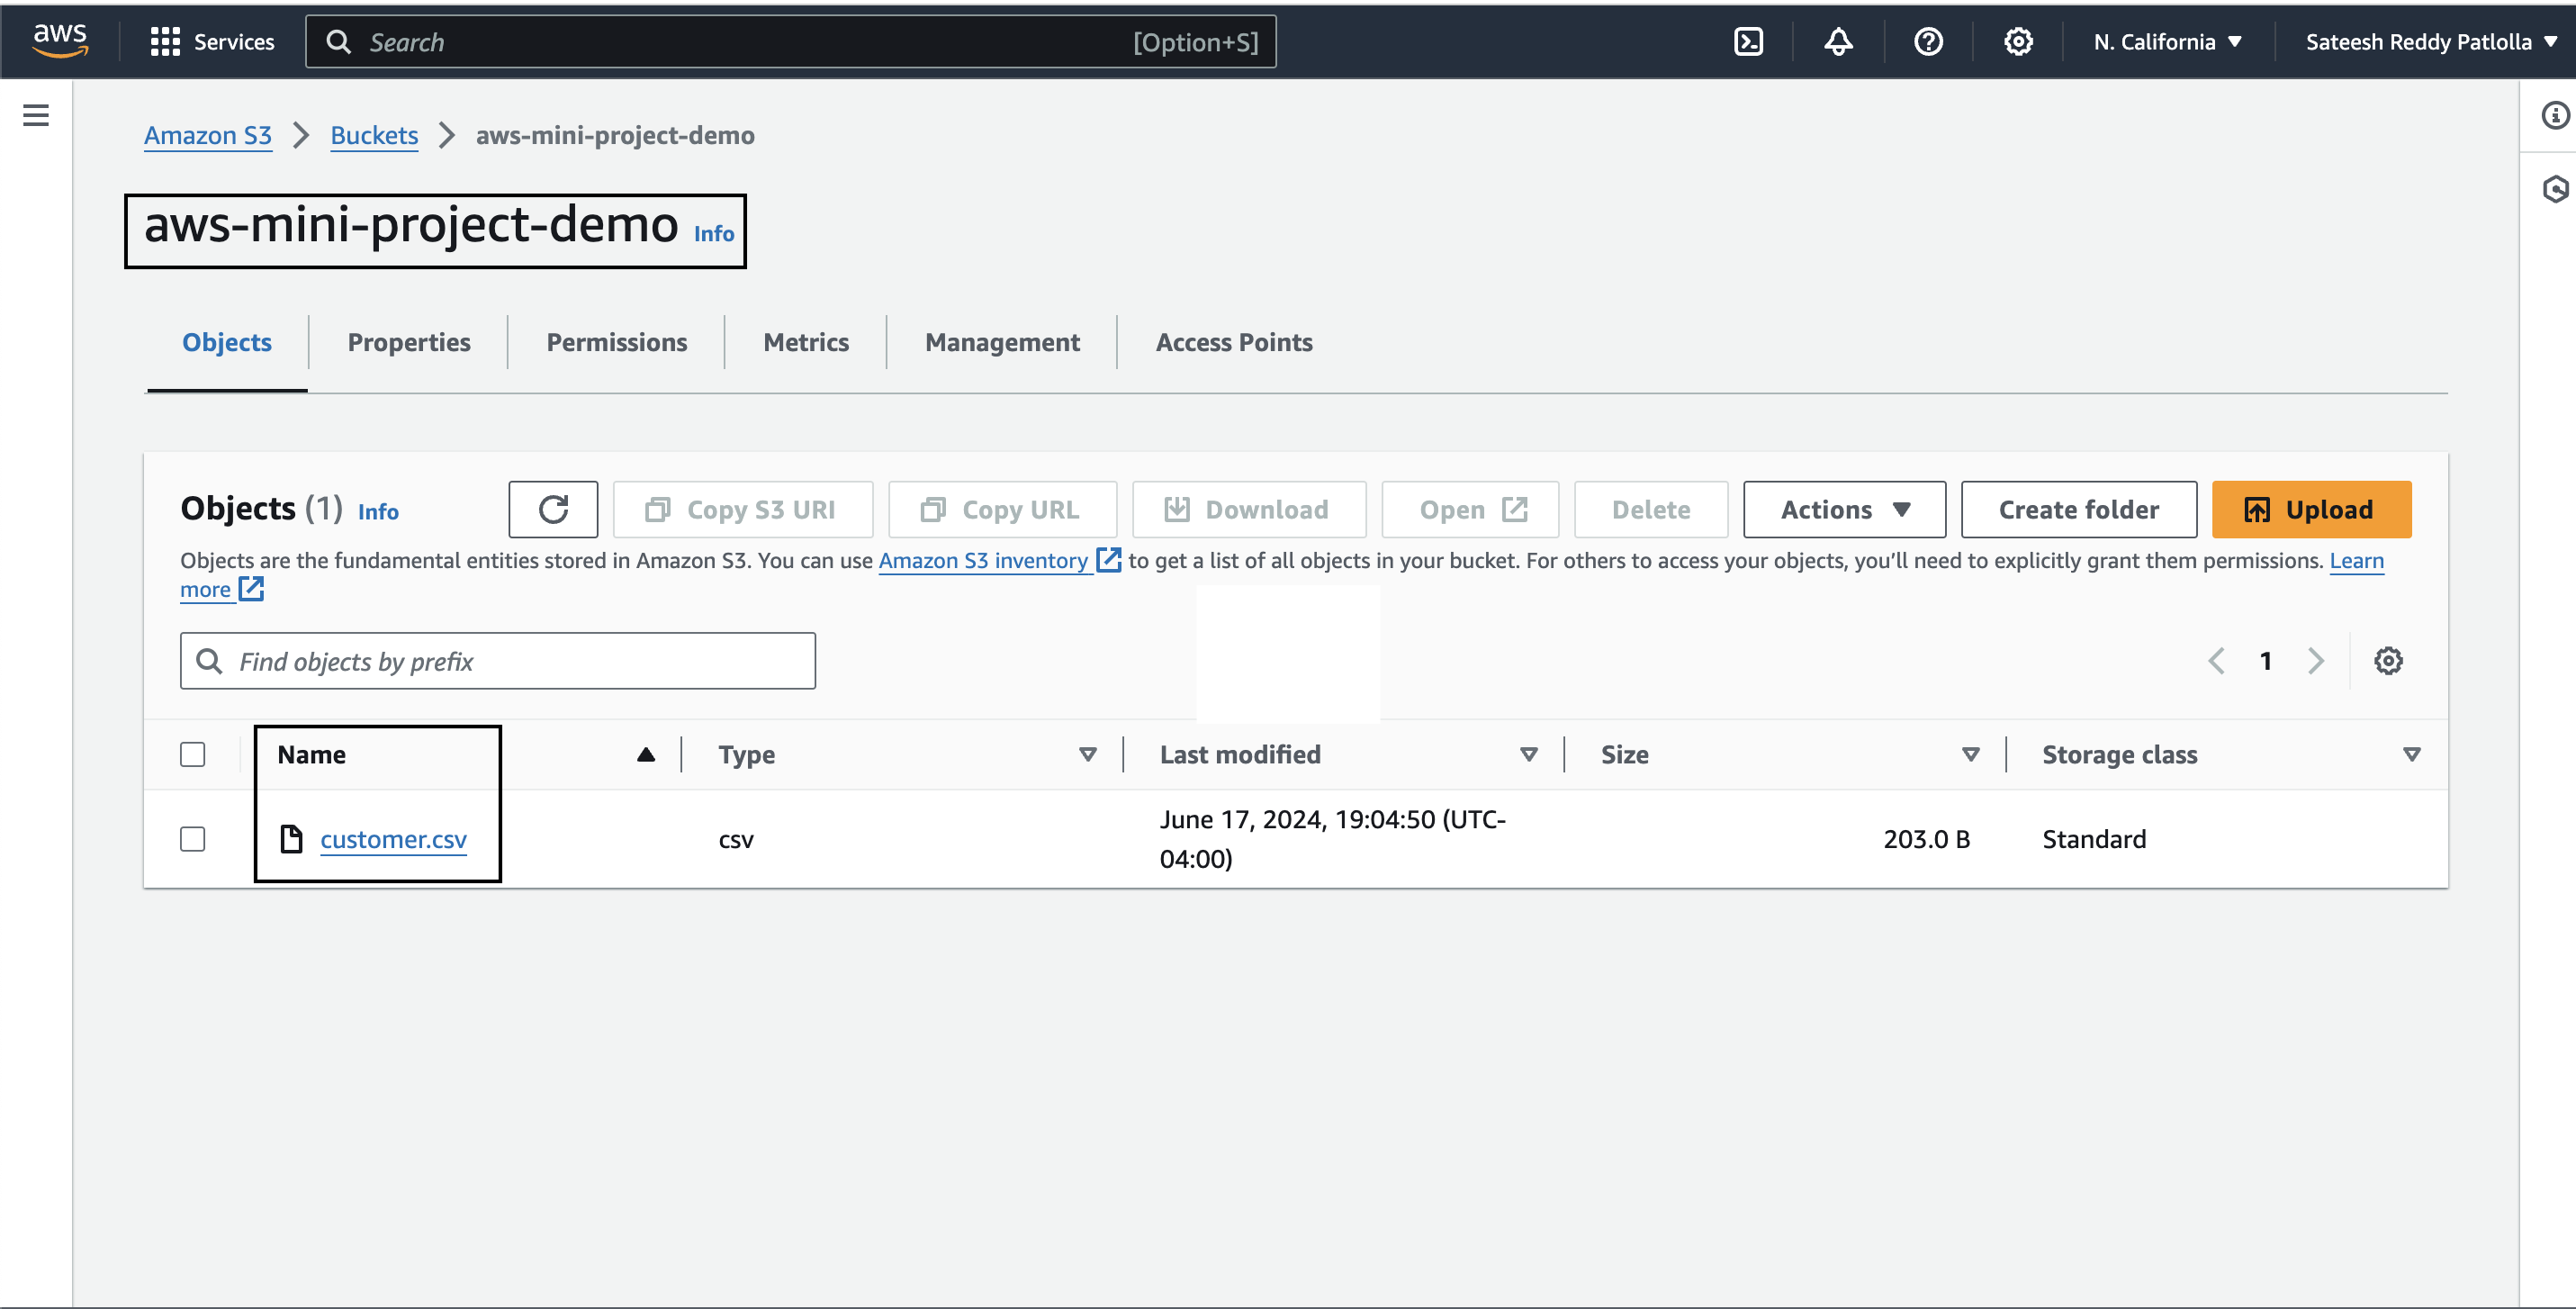 aws Services Search [Option+S] N. California Sateesh Reddy Patlolla
Amazon S3 Buckets aws-mini-project-demo
aws-mini-project-demo Info
Objects Properties Permissions Metrics Management Access Points
Objects (1) Info Copy S3 URI Copy URL Download Open Delete Actions Create folder Upload
Objects are the fundamental entities stored in Amazon S3. You can use Amazon S3 inventory to get a list of all objects in your bucket. For others to access your objects, you’ll need to explicitly grant them permissions. Learn
more
Find objects by prefix 1
Name Type Last modified Size Storage class
customer.csv csv June 17, 2024, 19:04:50 (UTC- 203.0 B Standard
04:00)